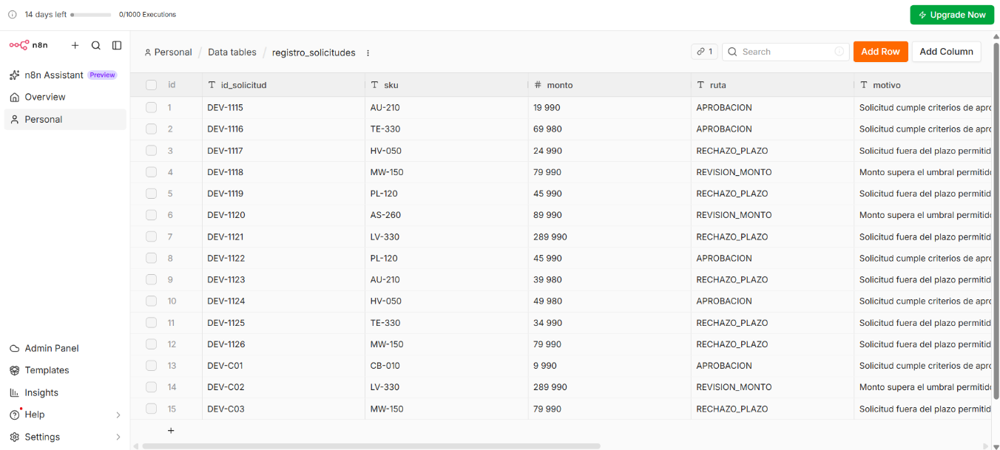 14 days left 0/1000 Executions Upgrade Now
n8n
n8n Assistant Preview
Overview
Personal
Admin Panel
Templates
Insights
Help
Settings
Personal / Data tables / registro_solicitudes
1 Search Add Row Add Column
id id_solicitud sku # monto ruta motivo
1 DEV-1115 AU-210 19 990 APROBACION Solicitud cumple criterios de apro
2 DEV-1116 TE-330 69 980 APROBACION Solicitud cumple criterios de apro
3 DEV-1117 HV-050 24 990 RECHAZO_PLAZO Solicitud fuera del plazo permitid
4 DEV-1118 MW-150 79 990 REVISION_MONTO Monto supera el umbral permitido
5 DEV-1119 PL-120 45 990 RECHAZO_PLAZO Solicitud fuera del plazo permitid
6 DEV-1120 AS-260 89 990 REVISION_MONTO Monto supera el umbral permitido
7 DEV-1121 LV-330 289 990 RECHAZO_PLAZO Solicitud fuera del plazo permitid
8 DEV-1122 PL-120 45 990 APROBACION Solicitud cumple criterios de apro
9 DEV-1123 AU-210 39 980 RECHAZO_PLAZO Solicitud fuera del plazo permitid
10 DEV-1124 HV-050 49 980 APROBACION Solicitud cumple criterios de apro
11 DEV-1125 TE-330 34 990 RECHAZO_PLAZO Solicitud fuera del plazo permitid
12 DEV-1126 MW-150 79 990 RECHAZO_PLAZO Solicitud fuera del plazo permitid
13 DEV-C01 CB-010 9 990 APROBACION Solicitud cumple criterios de apro
14 DEV-C02 LV-330 289 990 REVISION_MONTO Monto supera el umbral permitido
15 DEV-C03 MW-150 79 990 RECHAZO_PLAZO Solicitud fuera del plazo permitid